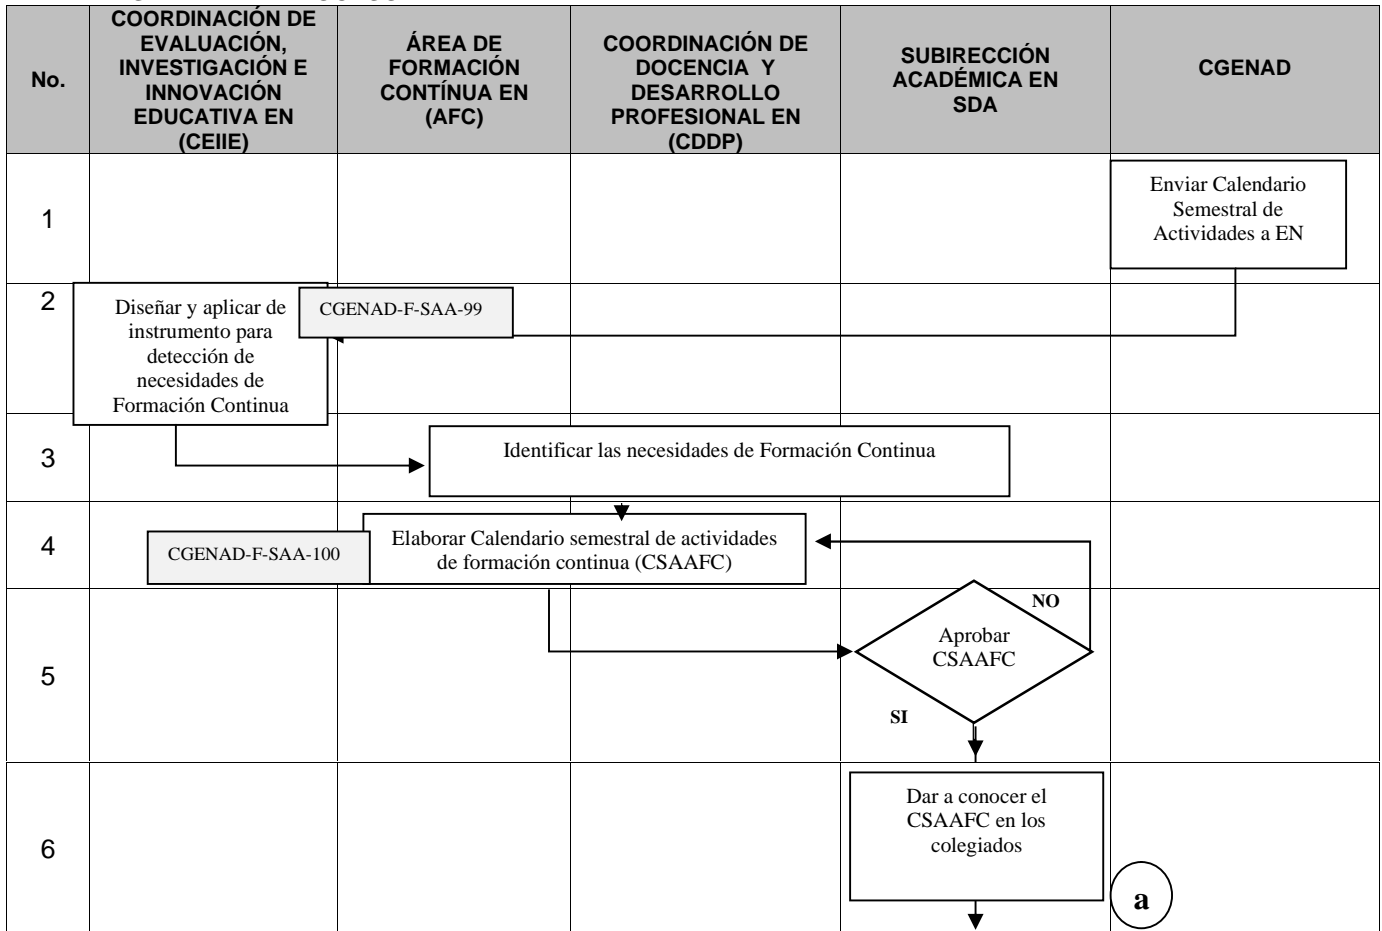 No.
COORDINACIÓN DE
EVALUACIÓN,
INVESTIGACIÓN E
INNOVACIÓN
EDUCATIVA EN
(CEIIE)
ÁREA DE
FORMACIÓN
CONTÍNUA EN
(AFC)
COORDINACIÓN DE
DOCENCIA Y
DESARROLLO
PROFESIONAL EN
(CDDP)
SUBIRECCIÓN
ACADÉMICA EN
SDA
CGENAD
1
Enviar Calendario
Semestral de
Actividades a EN
2
Diseñar y aplicar de
instrumento para
detección de
necesidades de
Formación Continua
CGENAD-F-SAA-99
3
Identificar las necesidades de Formación Continua
4
CGENAD-F-SAA-100
Elaborar Calendario semestral de actividades
de formación continua (CSAAFC)
5
NO
Aprobar
CSAAFC
SI
6
Dar a conocer el
CSAAFC en los
colegiados
a